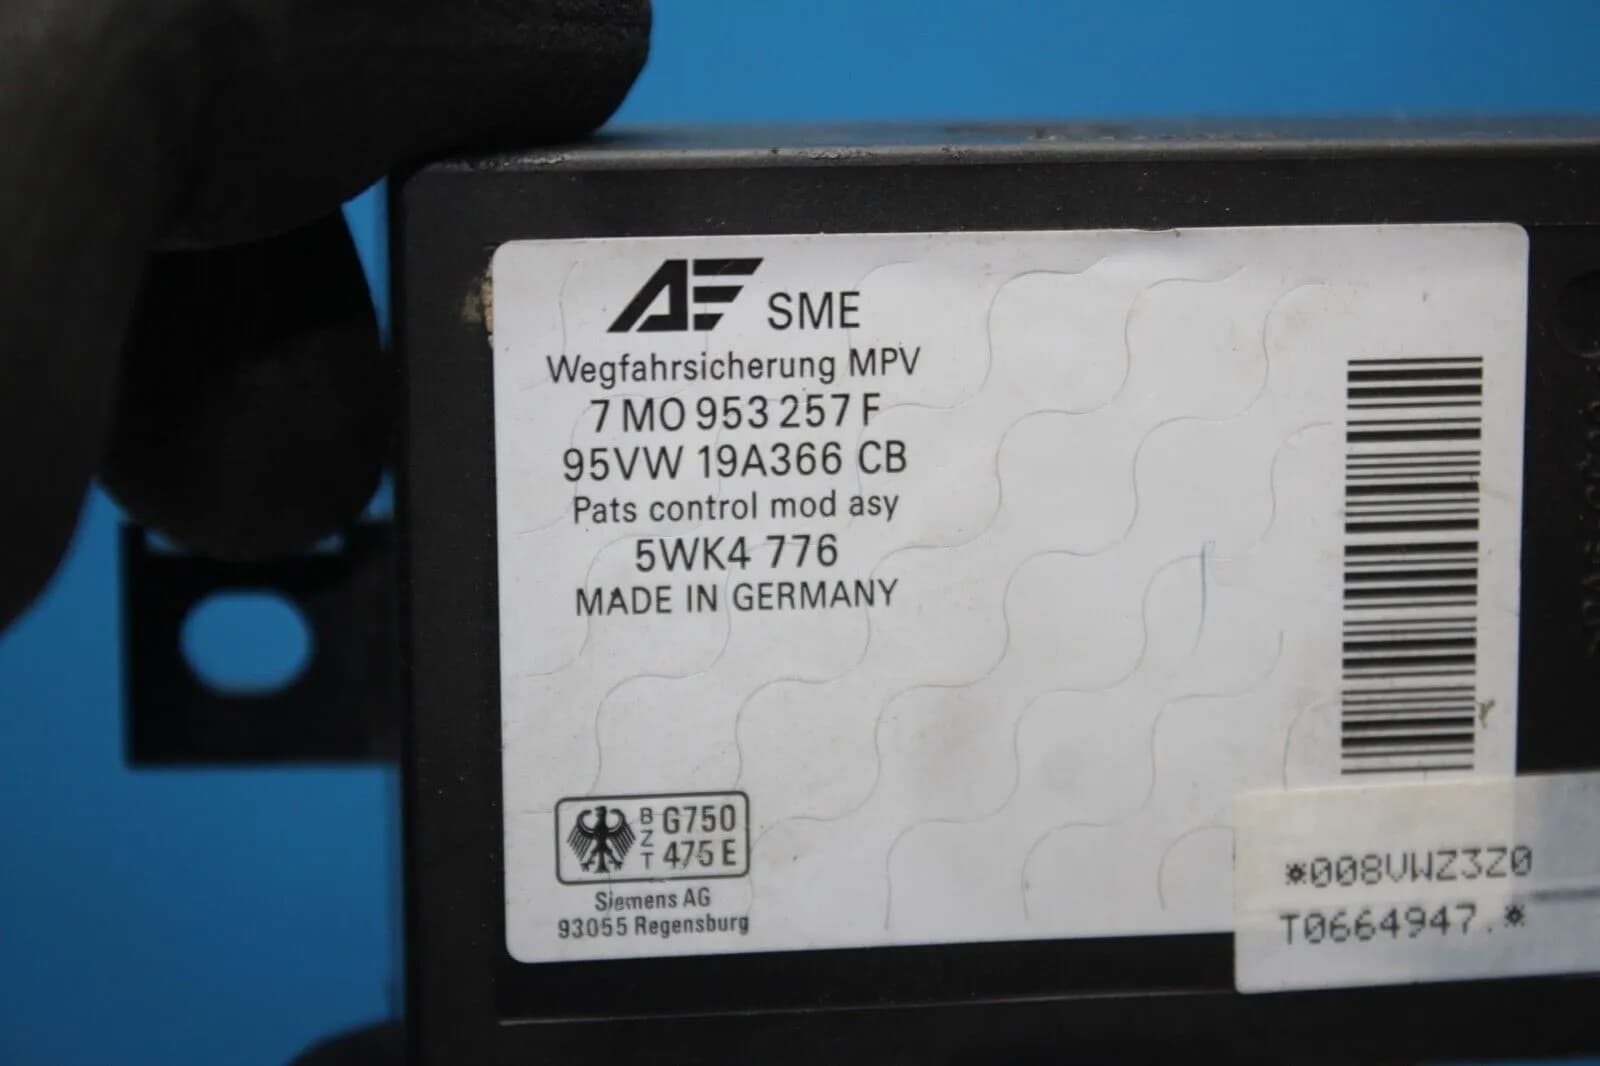 AE SME
Wegfahrsicherung MPV
7 MO 953 257 F
95VW 19A366 CB
Pats control mod asy
5WK4 776
MADE IN GERMANY
BZT G750
475 E
Siemens AG
93055 Regensburg
*008VWZ3Z0
T0664947.*